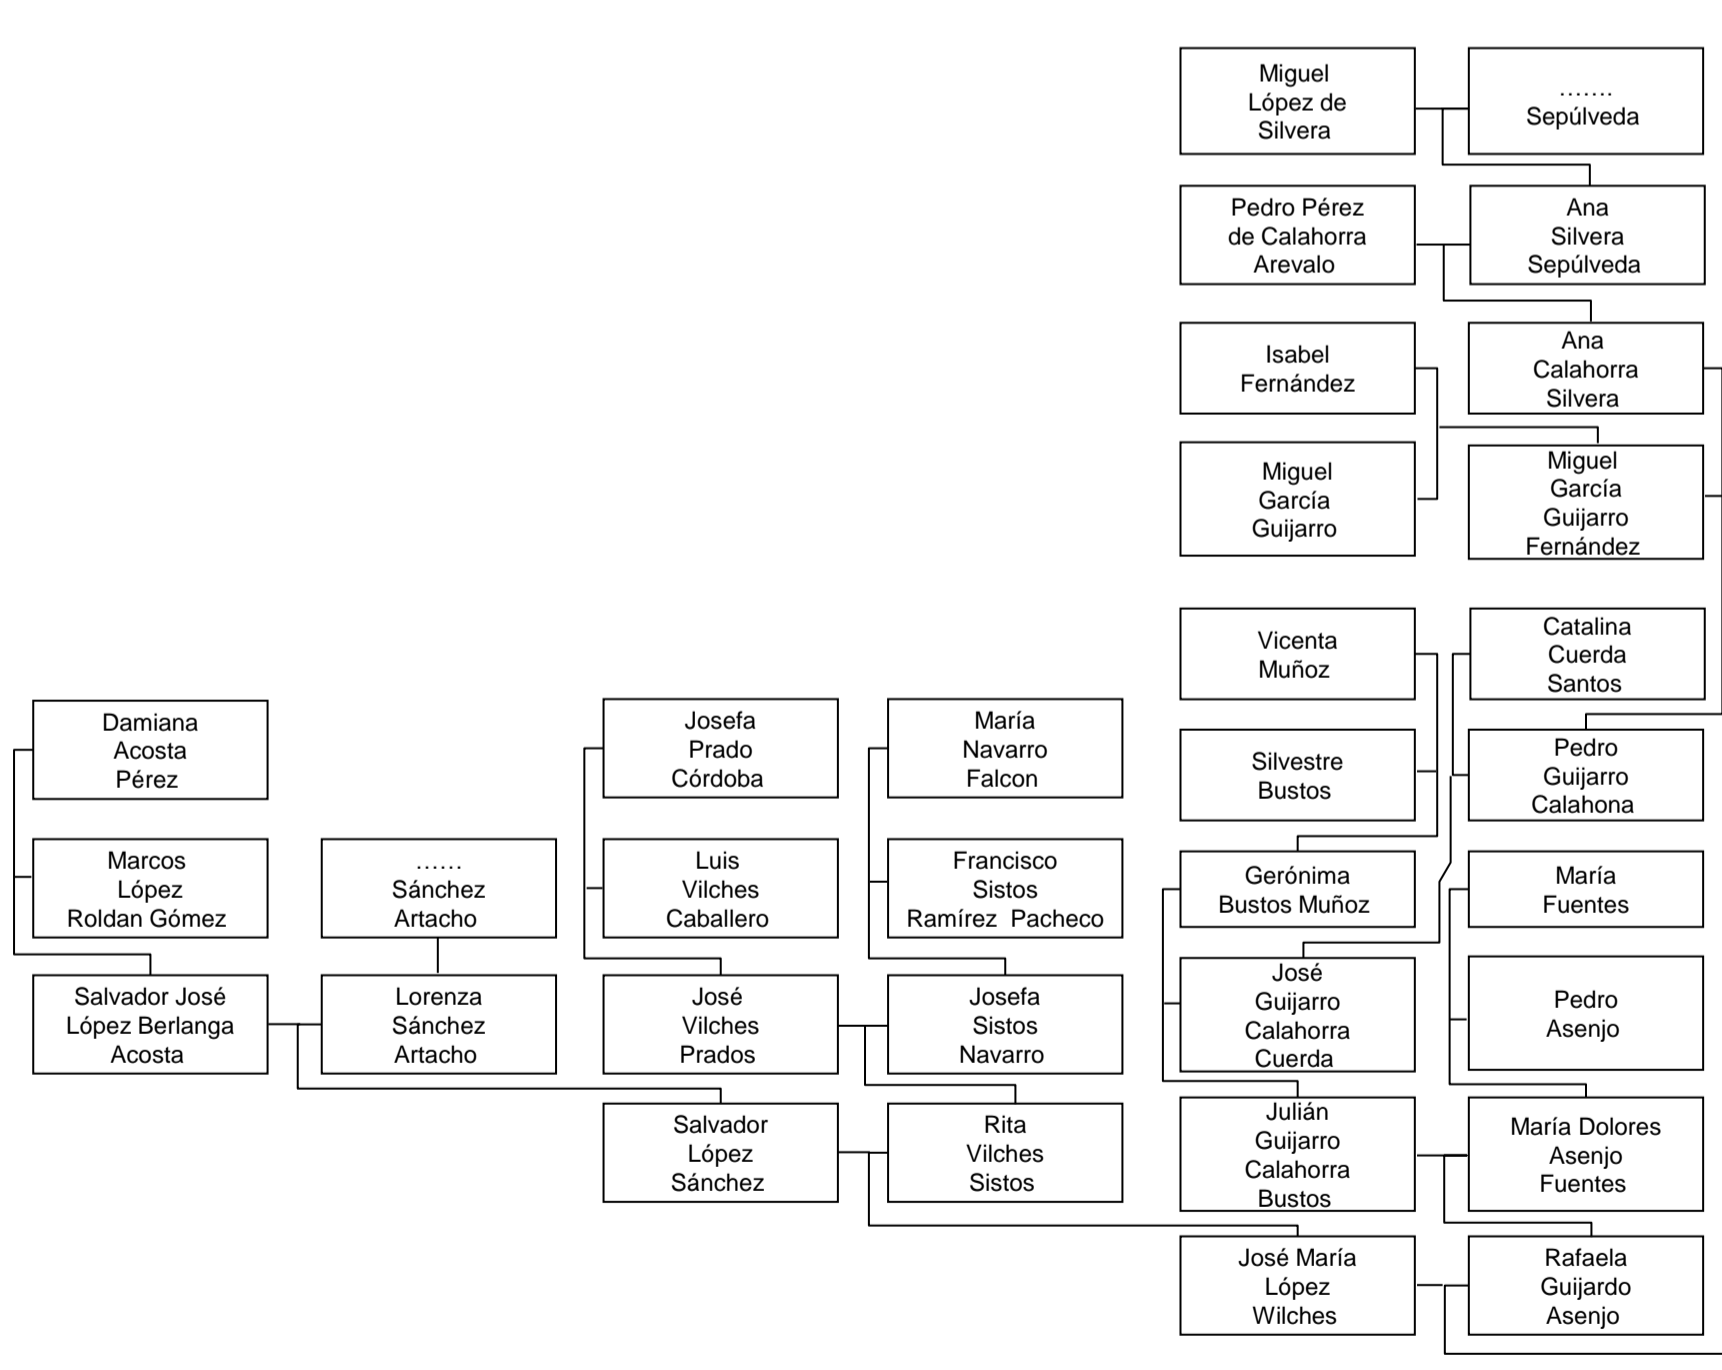 Miguel
López de
Silvera
…….
Sepúlveda
Pedro Pérez
de Calahorra
Arevalo
Ana
Silvera
Sepúlveda
Isabel
Fernández
Ana
Calahorra
Silvera
Miguel
García
Guijarro
Miguel
García
Guijarro
Fernández
Vicenta
Muñoz
Catalina
Cuerda
Santos
Damiana
Acosta
Pérez
Josefa
Prado
Córdoba
María
Navarro
Falcon
Silvestre
Bustos
Pedro
Guijarro
Calahona
Marcos
López
Roldan Gómez
……
Sánchez
Artacho
Luis
Vilches
Caballero
Francisco
Sistos
Ramírez Pacheco
Gerónima
Bustos Muñoz
María
Fuentes
Salvador José
López Berlanga
Acosta
Lorenza
Sánchez
Artacho
José
Vilches
Prados
Josefa
Sistos
Navarro
José
Guijarro
Calahorra
Cuerda
Pedro
Asenjo
Salvador
López
Sánchez
Rita
Vilches
Sistos
Julián
Guijarro
Calahorra
Bustos
María Dolores
Asenjo
Fuentes
José María
López
Wilches
Rafaela
Guijardo
Asenjo